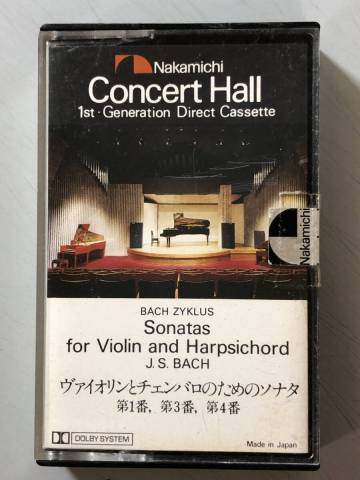 Nakamichi
Concert Hall
1st·Generation Direct Cassette
Nakamichi
BACH ZYKLUS
Sonatas
for Violin and Harpsichord
J.S. BACH
ヴァイオリンとチェンバロのためのソナタ
第1番，第3番，第4番
DOLBY SYSTEM
Made in Japan